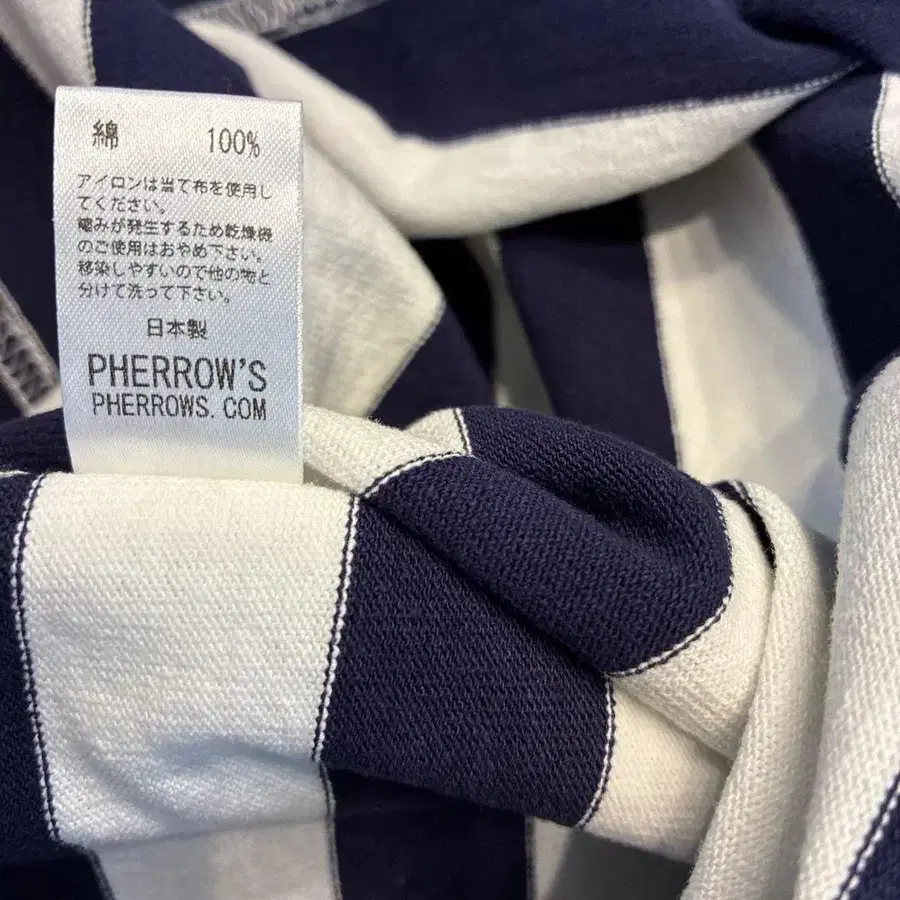 綿 100%
アイロンは当て布を使用し
てください。
縮みが発生するため乾燥機
のご使用はおやめ下さい。
移染しやすいので他の物と
分けて洗って下さい。
日本製
PHERROW'S
PHERROWS.COM